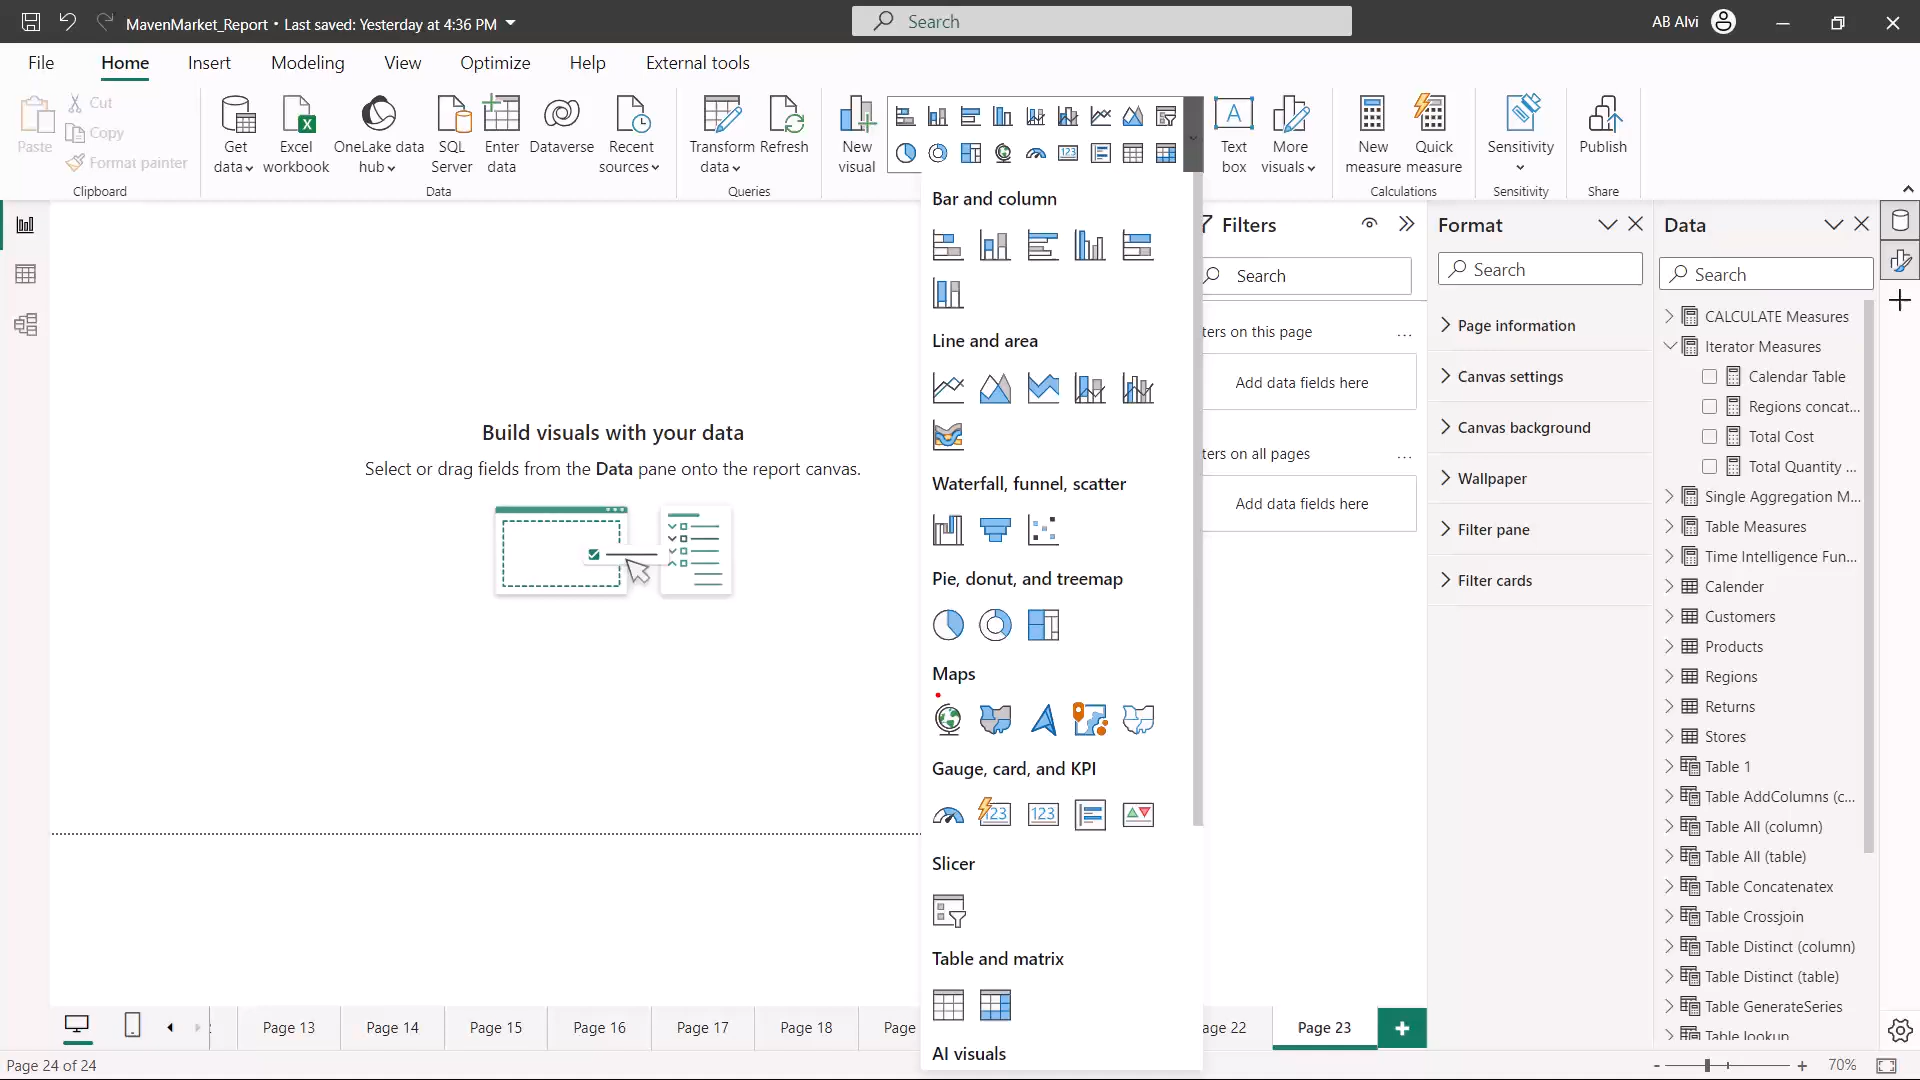 MavenMarket_Report • Last saved: Yesterday at 4:36 PM
Search
AB Alvi
File
Home
Insert
Modeling
View
Optimize
Help
External tools
Paste
Cut
Copy
Format painter
Clipboard
Get data
Excel workbook
OneLake data hub
SQL Server
Enter data
Dataverse
Recent sources
Data
Transform data
Refresh
Queries
New visual
Text box
More visuals
New measure
Quick measure
Calculations
Sensitivity
Sensitivity
Publish
Share
Build visuals with your data
Select or drag fields from the Data pane onto the report canvas.
Bar and column
Line and area
Waterfall, funnel, scatter
Pie, donut, and treemap
Maps
Gauge, card, and KPI
123
123
Slicer
Table and matrix
AI visuals
Filters
Search
ters on this page
...
Add data fields here
ters on all pages
...
Add data fields here
Format
Search
Page information
Canvas settings
Canvas background
Wallpaper
Filter pane
Filter cards
Data
Search
CALCULATE Measures
Iterator Measures
Calendar Table
Regions concat...
Total Cost
Total Quantity ...
Single Aggregation M...
Table Measures
Time Intelligence Fun...
Calender
Customers
Products
Regions
Returns
Stores
Table 1
Table AddColumns (c...
Table All (column)
Table All (table)
Table Concatenatex
Table Crossjoin
Table Distinct (column)
Table Distinct (table)
Table GenerateSeries
Table lookup
Page 13
Page 14
Page 15
Page 16
Page 17
Page 18
Page
age 22
Page 23
Page 24 of 24
70%